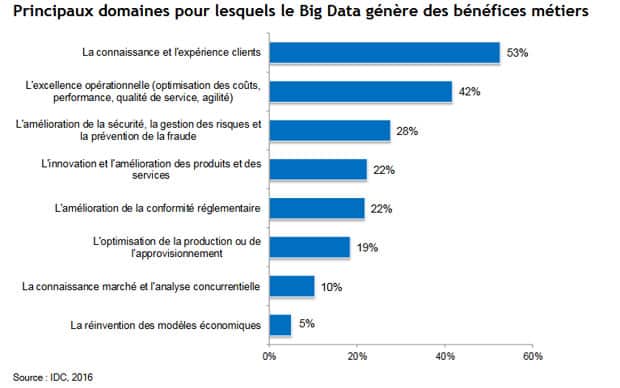 Principaux domaines pour lesquels le Big Data génère des bénéfices métiers
La connaissance et l'expérience clients
53%
L'excellence opérationnelle (optimisation des coûts,
performance, qualité de service, agilité)
42%
L'amélioration de la sécurité, la gestion des risques et
la prévention de la fraude
28%
L'innovation et l'amélioration des produits et des
services
22%
L'amélioration de la conformité réglementaire
22%
L'optimisation de la production ou de
l'approvisionnement
19%
La connaissance marché et l'analyse concurrentielle
10%
La réinvention des modèles économiques
5%
0% 20% 40% 60%
Source : IDC, 2016